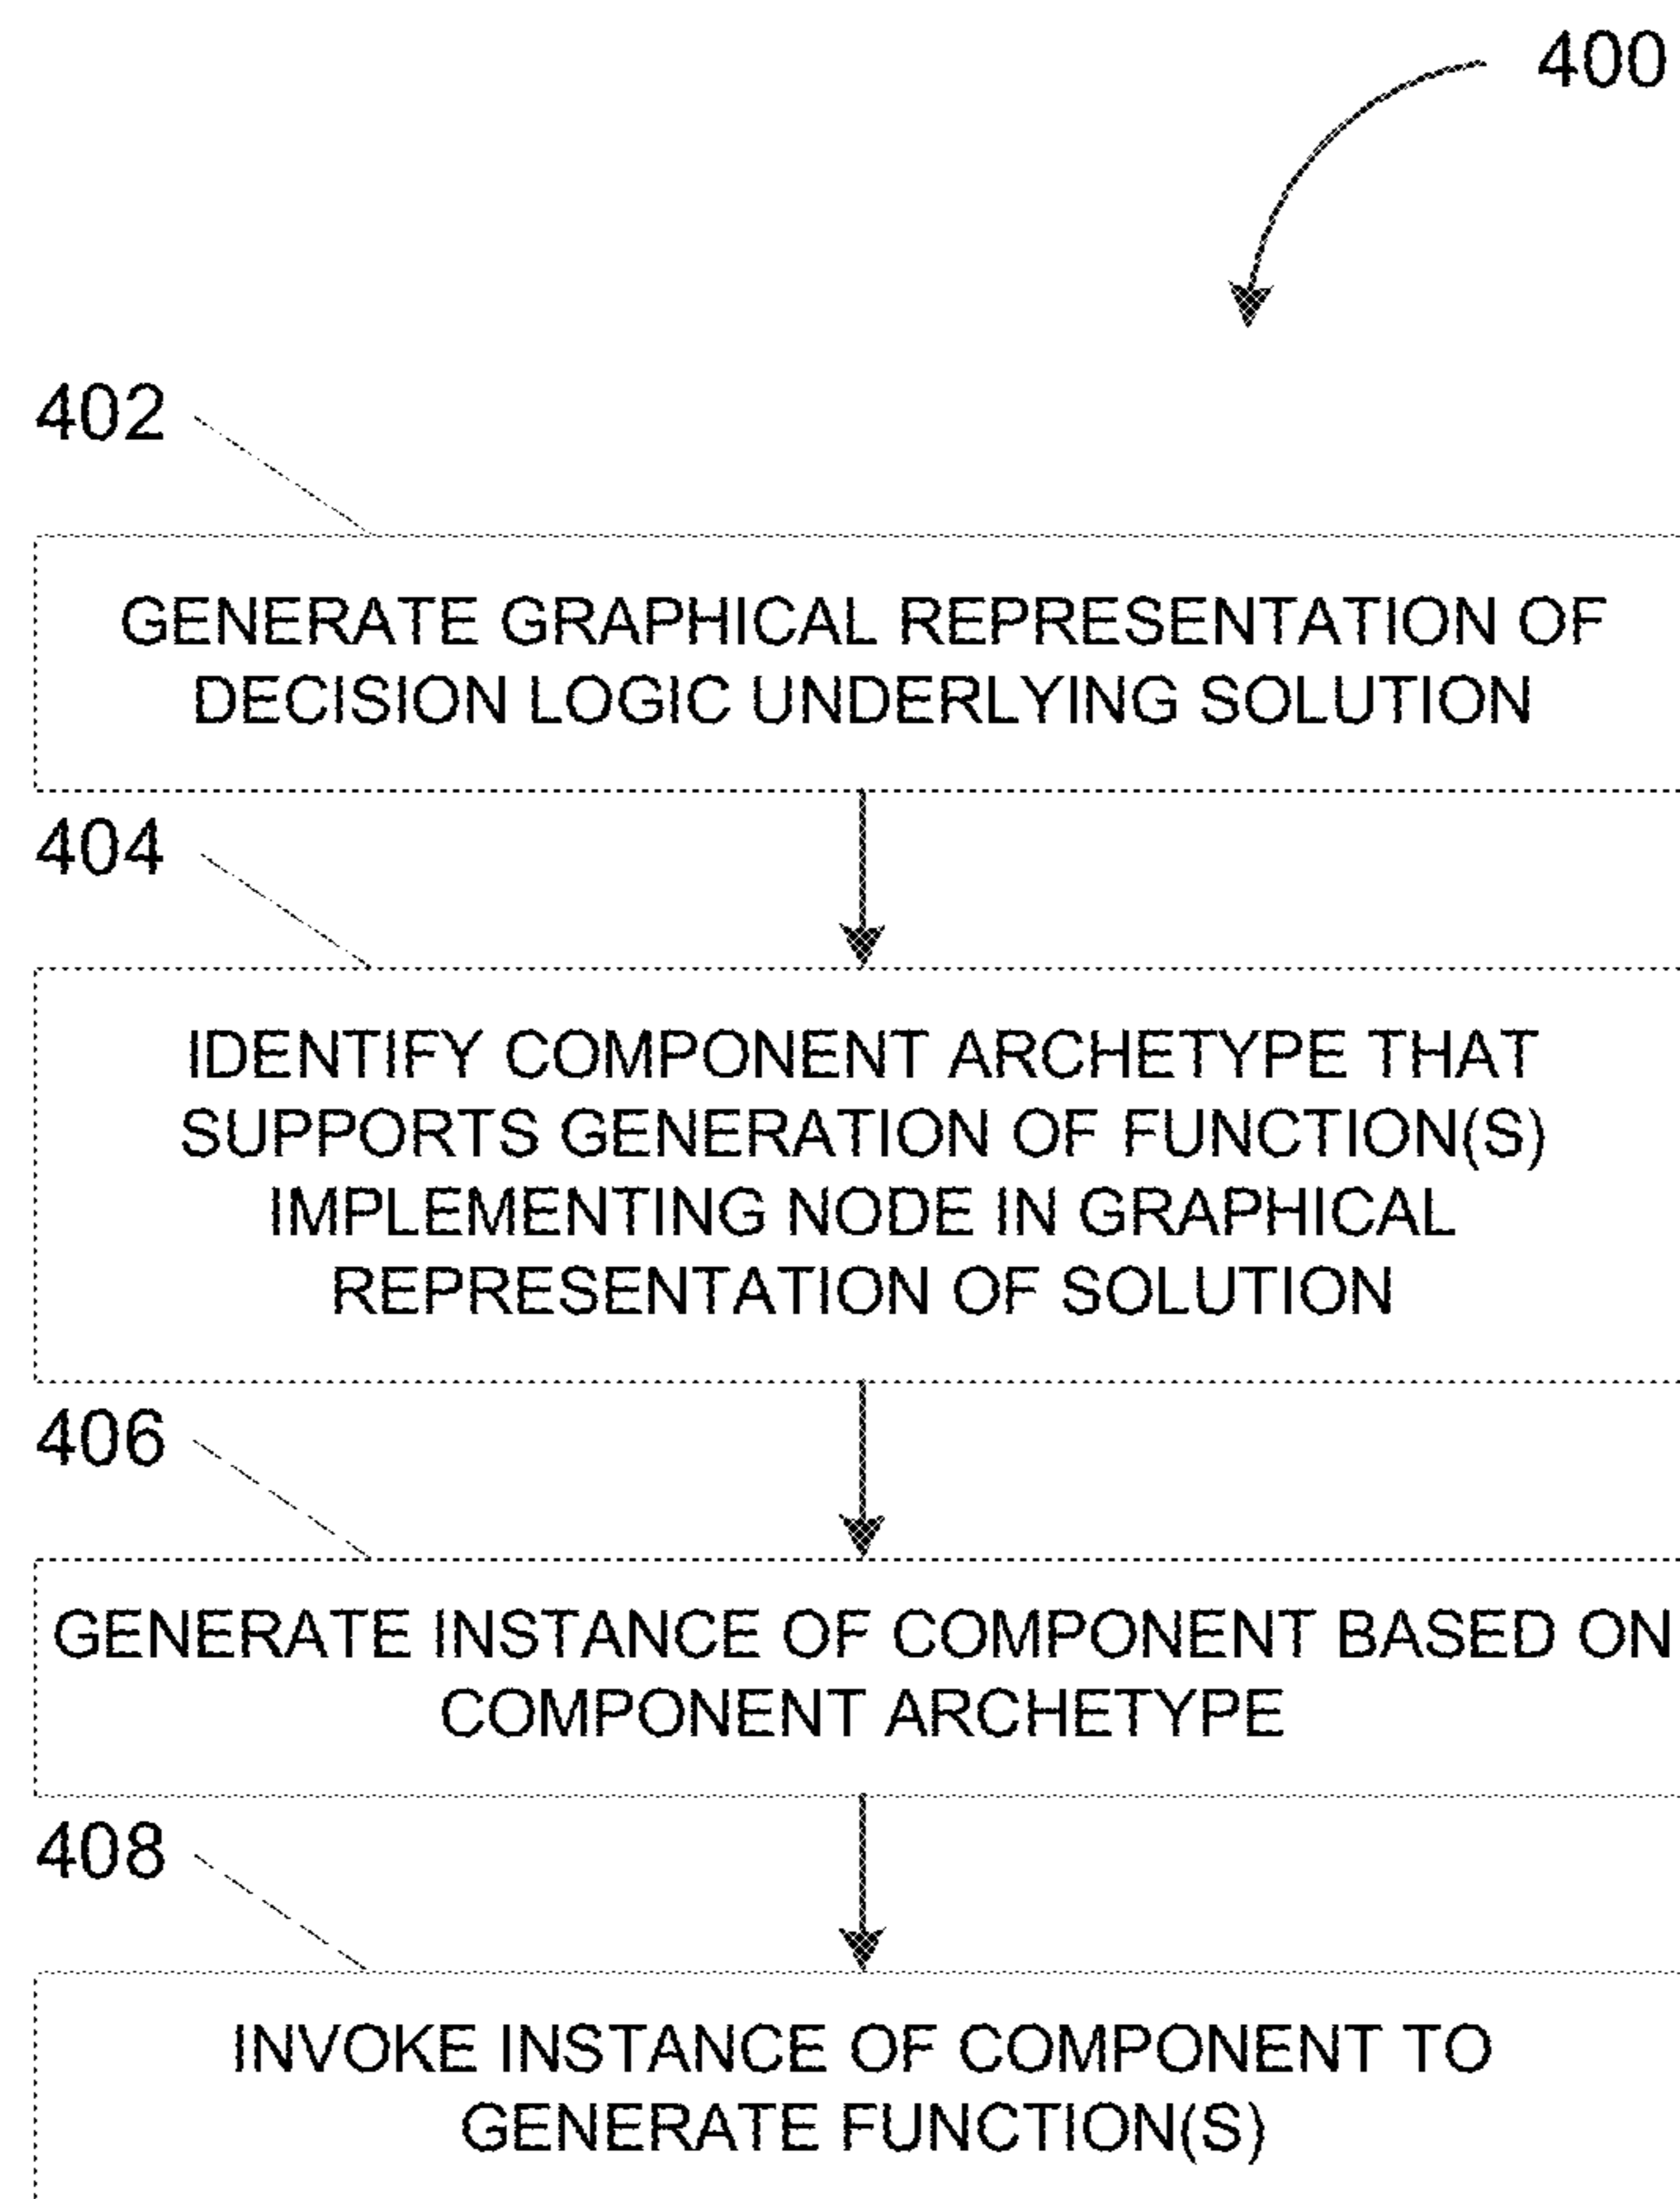 400
402
GENERATE GRAPHICAL REPRESENTATION OF
DECISION LOGIC UNDERLYING SOLUTION
404
IDENTIFY COMPONENT ARCHETYPE THAT
SUPPORTS GENERATION OF FUNCTION(S)
IMPLEMENTING NODE IN GRAPHICAL
REPRESENTATION OF SOLUTION
406
GENERATE INSTANCE OF COMPONENT BASED ON
COMPONENT ARCHETYPE
408
INVOKE INSTANCE OF COMPONENT TO
GENERATE FUNCTION(S)